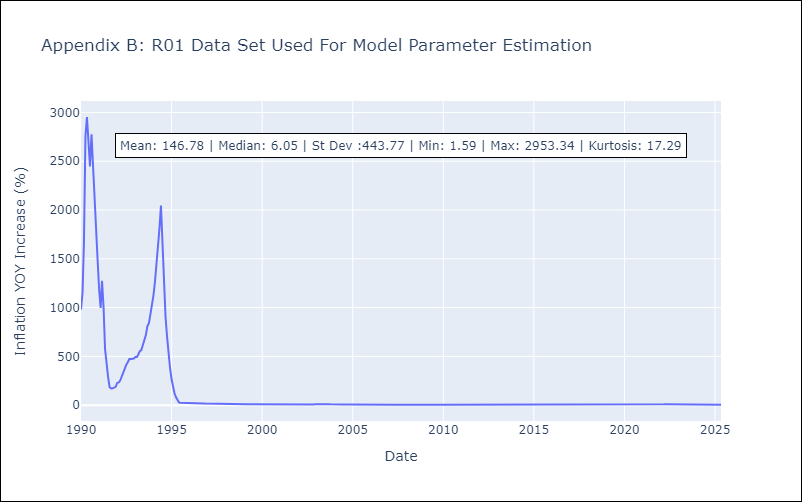 Appendix B: R01 Data Set Used For Model Parameter Estimation
Mean: 146.78 | Median: 6.05 | St Dev :443.77 | Min: 1.59 | Max: 2953.34 | Kurtosis: 17.29
Inflation YOY Increase (%)
3000
2500
2000
1500
1000
500
0
1990 1995 2000 2005 2010 2015 2020 2025
Date